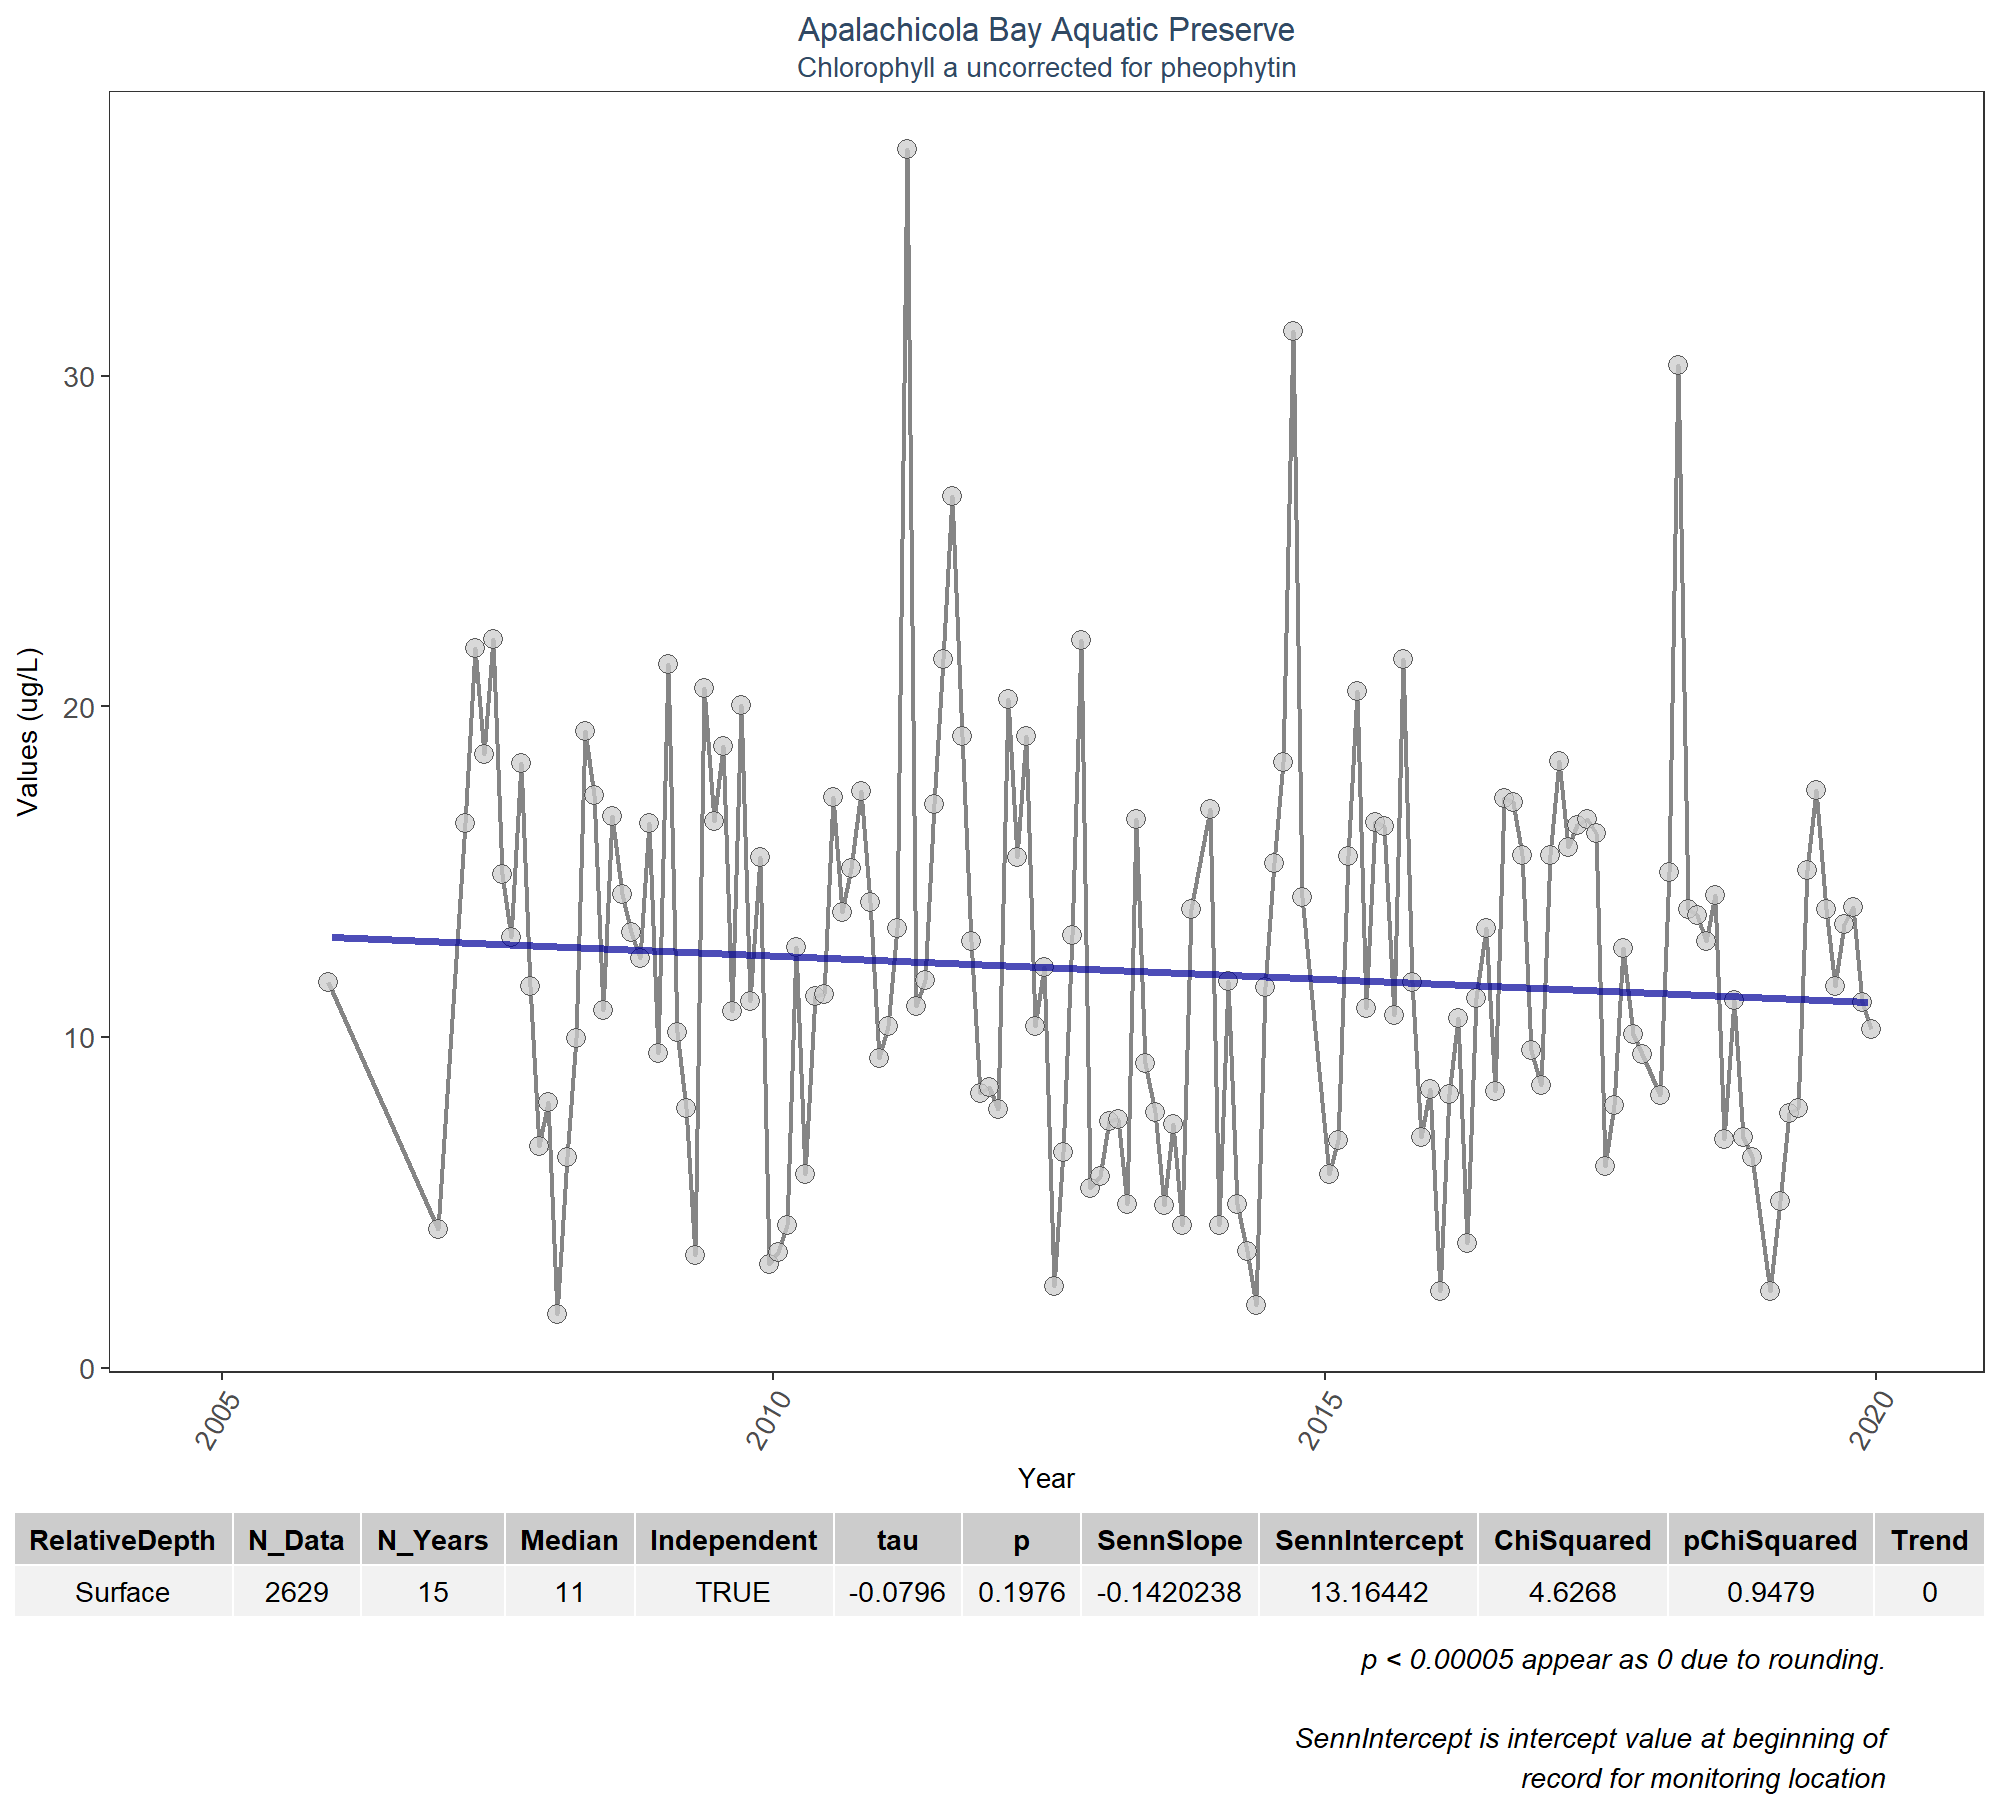 Apalachicola Bay Aquatic Preserve
Chlorophyll a uncorrected for pheophytin
Values (ug/L)
30
20
10
0
2005
2010
2015
2020
Year
RelativeDepth N_Data N_Years Median Independent tau p SennSlope SennIntercept ChiSquared pChiSquared Trend
Surface 2629 15 11 TRUE -0.0796 0.1976 -0.1420238 13.16442 4.6268 0.9479 0
p < 0.00005 appear as 0 due to rounding.
SennIntercept is intercept value at beginning of
record for monitoring location